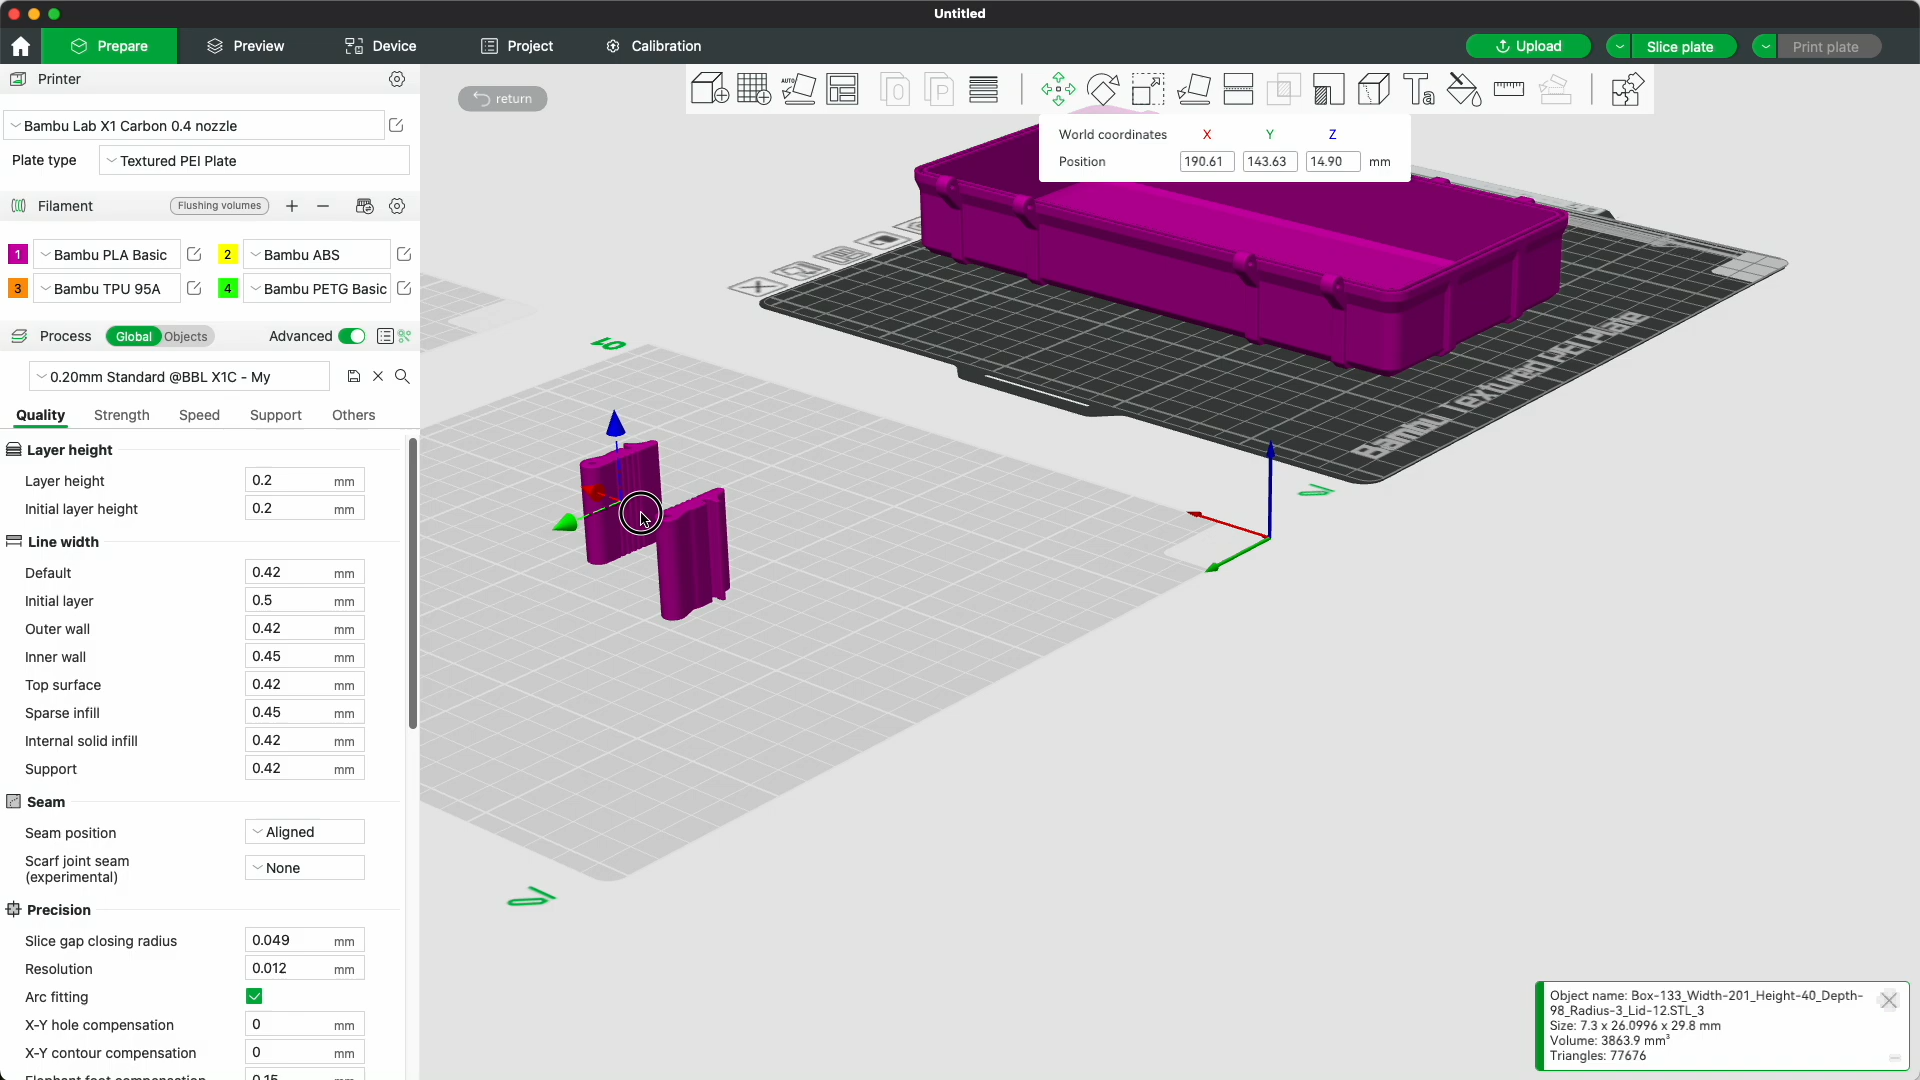 Untitled
Prepare
Preview
Device
Project
Calibration
Upload
Slice plate
Print plate
Printer
return
AUTO
Bambu Lab X1 Carbon 0.4 nozzle
World coordinates X Y Z
Plate type Textured PEI Plate
Position 190.61 143.63 14.90 mm
Filament Flushing volumes
1 Bambu PLA Basic 2 Bambu ABS
3 Bambu TPU 95A 4 Bambu PETG Basic
Process Global Objects Advanced
0.20mm Standard @BBL X1C - My
Quality Strength Speed Support Others
Bambu Textured PEI Plate
Layer height
Layer height 0.2 mm
Initial layer height 0.2 mm
Line width
Default 0.42 mm
Initial layer 0.5 mm
Outer wall 0.42 mm
Inner wall 0.45 mm
Top surface 0.42 mm
Sparse infill 0.45 mm
Internal solid infill 0.42 mm
Support 0.42 mm
Seam
Seam position Aligned
Scarf joint seam
(experimental) None
Precision
Slice gap closing radius 0.049 mm
Resolution 0.012 mm
Arc fitting
X-Y hole compensation 0 mm
X-Y contour compensation 0 mm
Elephant foot compensation 0.15 mm
Object name: Box-133_Width-201_Height-40_Depth-
98_Radius-3_Lid-12.STL_3
Size: 7.3 x 26.0996 x 29.8 mm
Volume: 3863.9 mm³
Triangles: 77676